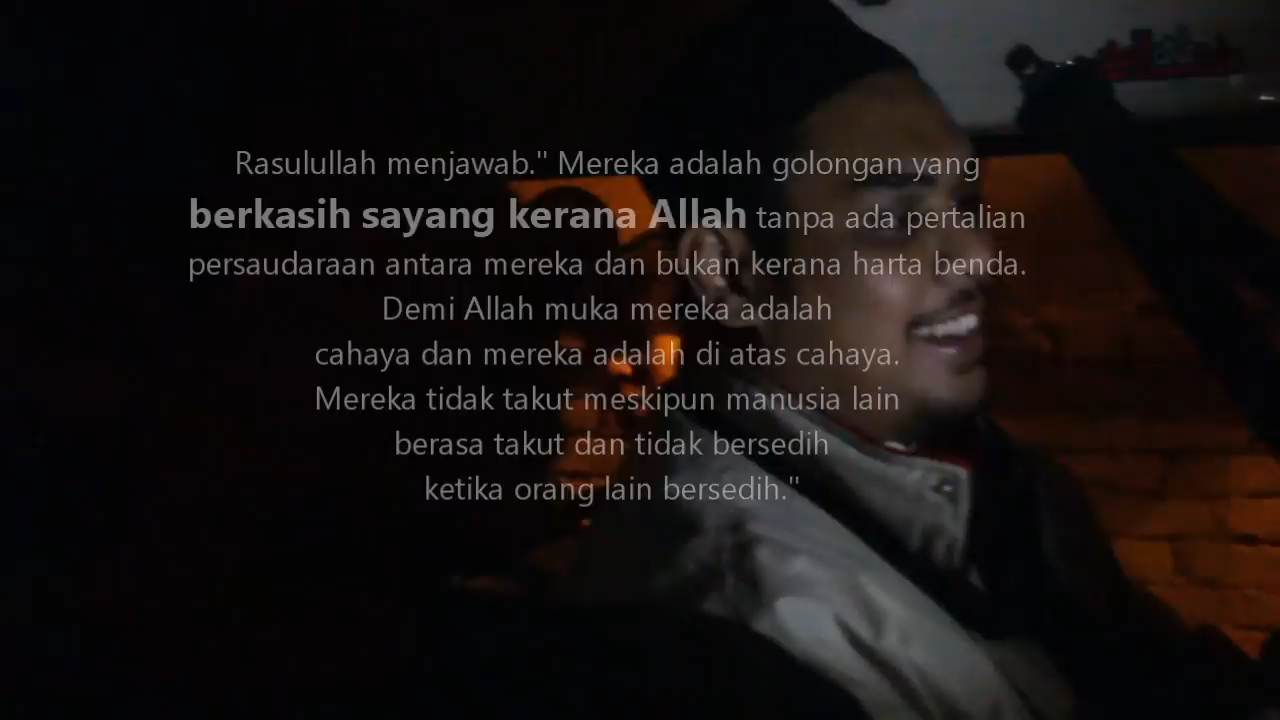 Rasulullah menjawab." Mereka adalah golongan yang
berkasih sayang kerana Allah tanpa ada pertalian
persaudaraan antara mereka dan bukan kerana harta benda.
Demi Allah muka mereka adalah
cahaya dan mereka adalah di atas cahaya.
Mereka tidak takut meskipun manusia lain
berasa takut dan tidak bersedih
ketika orang lain bersedih."